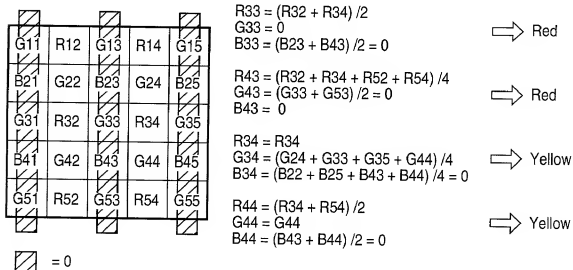 G11 R12 G13 R14 G15
B21 G22 B23 G24 B25
G31 R32 G33 R34 G35
B41 G42 B43 G44 B45
G51 R52 G53 R54 G55
= 0
R33 = (R32 + R34) /2
G33 = 0
B33 = (B23 + B43) /2 = 0
Red
R43 = (R32 + R34 + R52 + R54) /4
G43 = (G33 + G53) /2 = 0
B43 = 0
Red
R34 = R34
G34 = (G24 + G33 + G35 + G44) /4
B34 = (B22 + B25 + B43 + B44) /4 = 0
Yellow
R44 = (R34 + R54) /2
G44 = G44
B44 = (B43 + B44) /2 = 0
Yellow